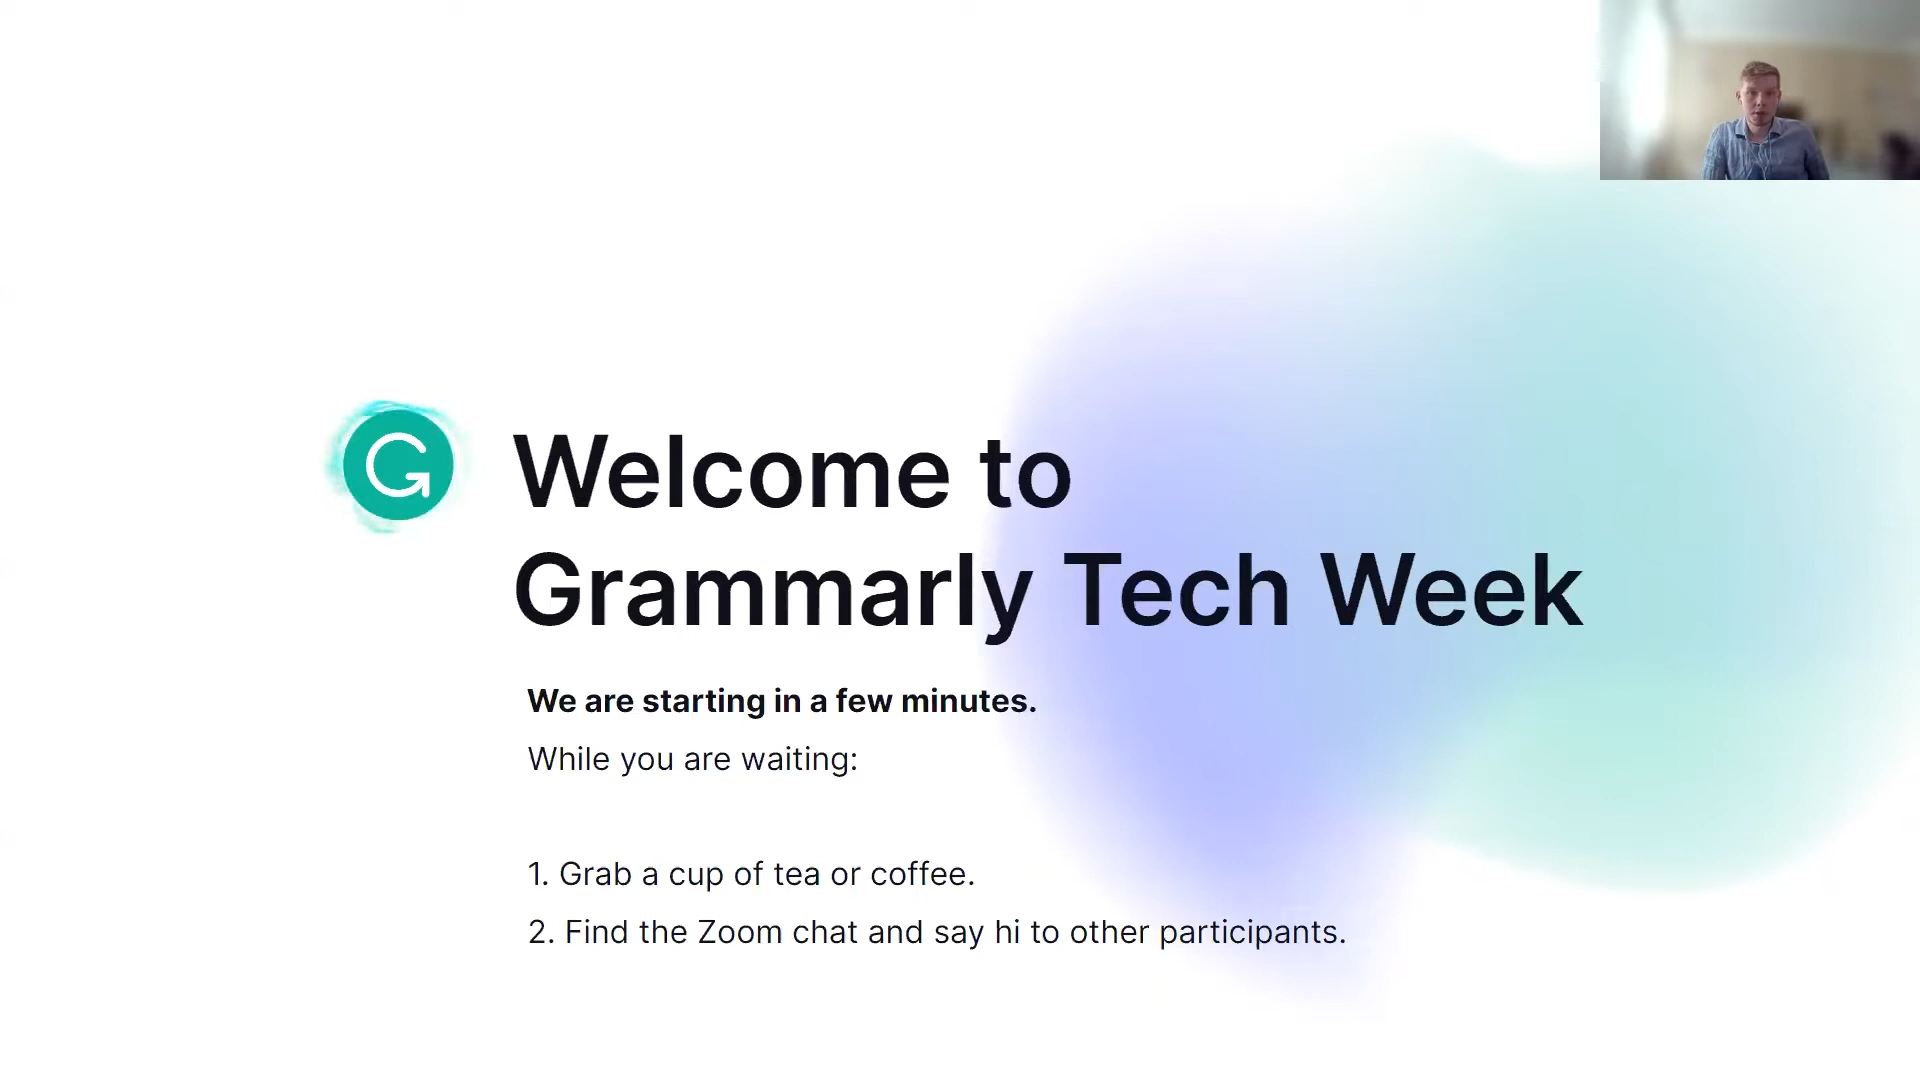 Welcome to
Grammarly Tech Week
We are starting in a few minutes.
While you are waiting:
1. Grab a cup of tea or coffee.
2. Find the Zoom chat and say hi to other participants.